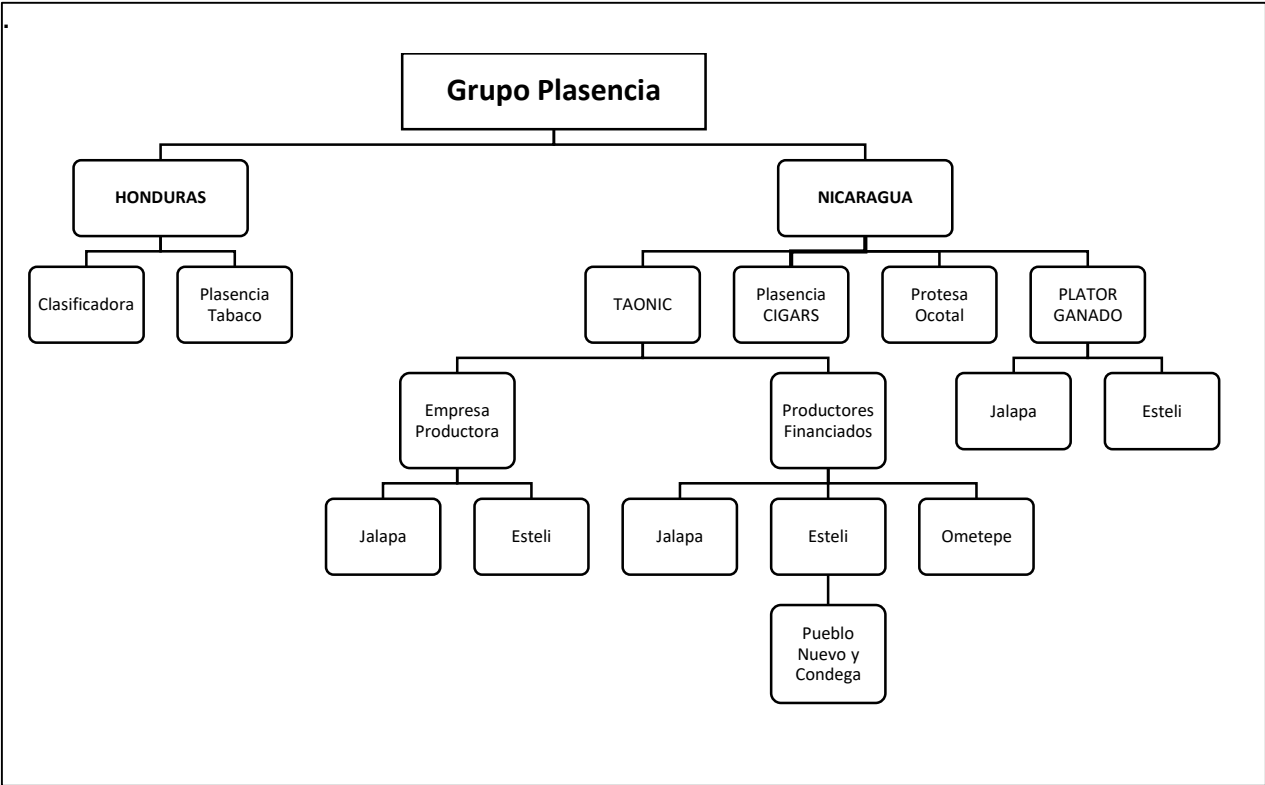 .
Grupo Plasencia
HONDURAS
NICARAGUA
Clasificadora
Plasencia
Tabaco
TAONIC
Plasencia
CIGARS
Protesa
Ocotal
PLATOR
GANADO
Empresa
Productora
Productores
Financiados
Jalapa
Esteli
Jalapa
Esteli
Jalapa
Esteli
Ometepe
Pueblo
Nuevo y
Condega